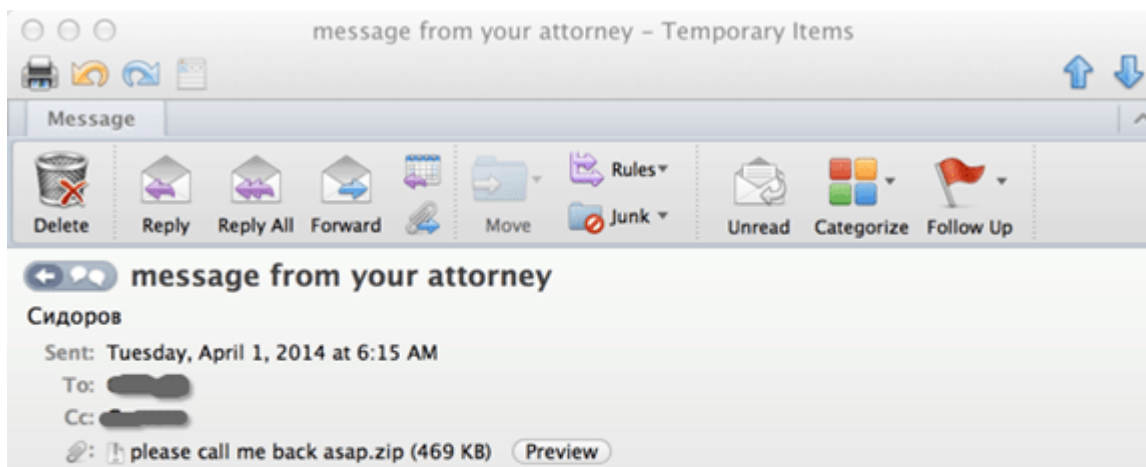 message from your attorney – Temporary Items
Message
Delete Reply Reply All Forward Move Rules Junk Unread Categorize Follow Up
message from your attorney
Сидоров
Sent: Tuesday, April 1, 2014 at 6:15 AM
To:
Cc:
: please call me back asap.zip (469 KB) Preview